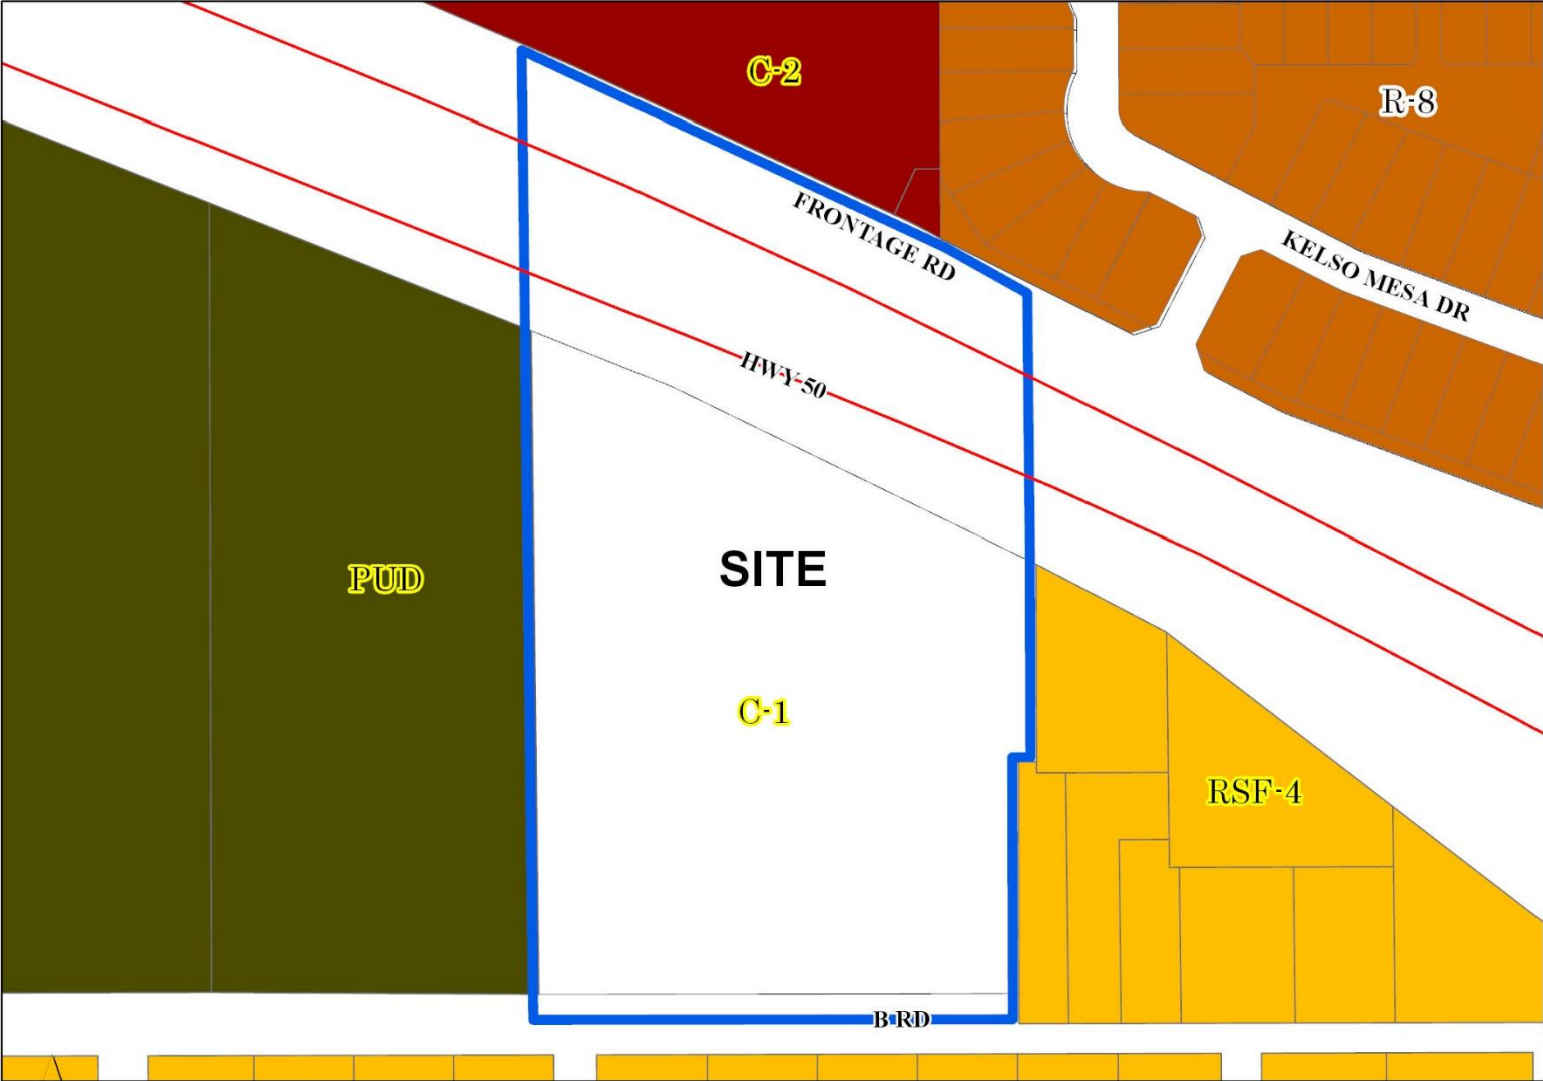 C-2
R-8
FRONTAGE RD
KELSO MESA DR
HWY 50
SITE
PUD
C-1
RSF-4
B RD